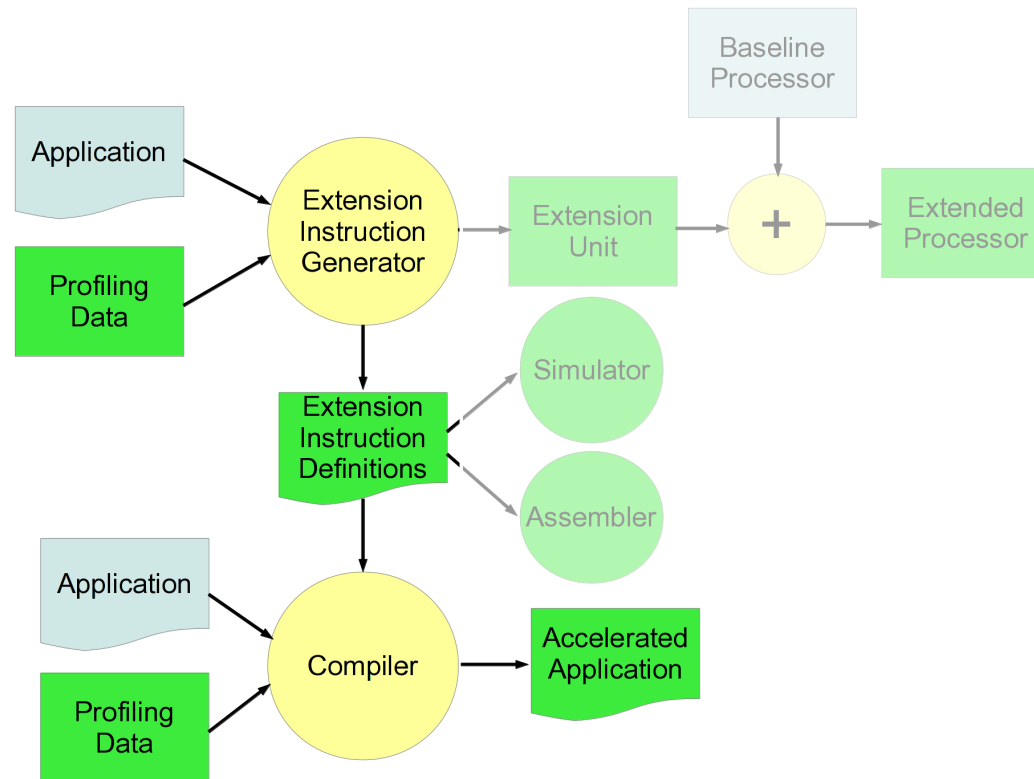 Baseline
Processor
Application
Extension
Instruction
Generator
Extension
Unit
+
Extended
Processor
Profiling
Data
Simulator
Extension
Instruction
Definitions
Assembler
Application
Compiler
Accelerated
Application
Profiling
Data